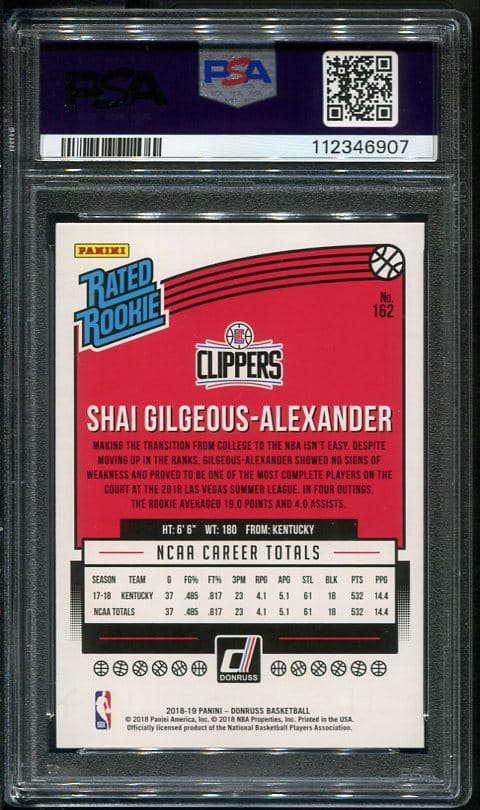 PSA PSA
112346907
PANINI
RATED
ROOKIE
No.
162
CLIPPERS
SHAI GILGEOUS-ALEXANDER
MAKING THE TRANSITION FROM COLLEGE TO THE NBA ISN'T EASY. DESPITE
MOVING UP IN THE RANKS, GILGEOUS-ALEXANDER SHOWED NO SIGNS OF
WEAKNESS AND PROVED TO BE ONE OF THE MOST COMPLETE PLAYERS ON THE
COURT AT THE 2018 LAS VEGAS SUMMER LEAGUE. IN FOUR OUTINGS,
THE ROOKIE AVERAGED 19.0 POINTS AND 4.0 ASSISTS.
HT: 6' 6" WT: 180 FROM: KENTUCKY
NCAA CAREER TOTALS
SEASON TEAM G FG% FT% 3PM RPG APG STL BLK PTS PPG
17-18 KENTUCKY 37 .485 .817 23 4.1 5.1 61 18 532 14.4
NCAA TOTALS 37 .485 .817 23 4.1 5.1 61 18 532 14.4
DONRUSS
NBA
2018-19 PANINI – DONRUSS BASKETBALL
© 2018 Panini America, Inc. © 2018 NBA Properties, Inc. Printed in the USA.
Officially licensed product of the National Basketball Players Association.